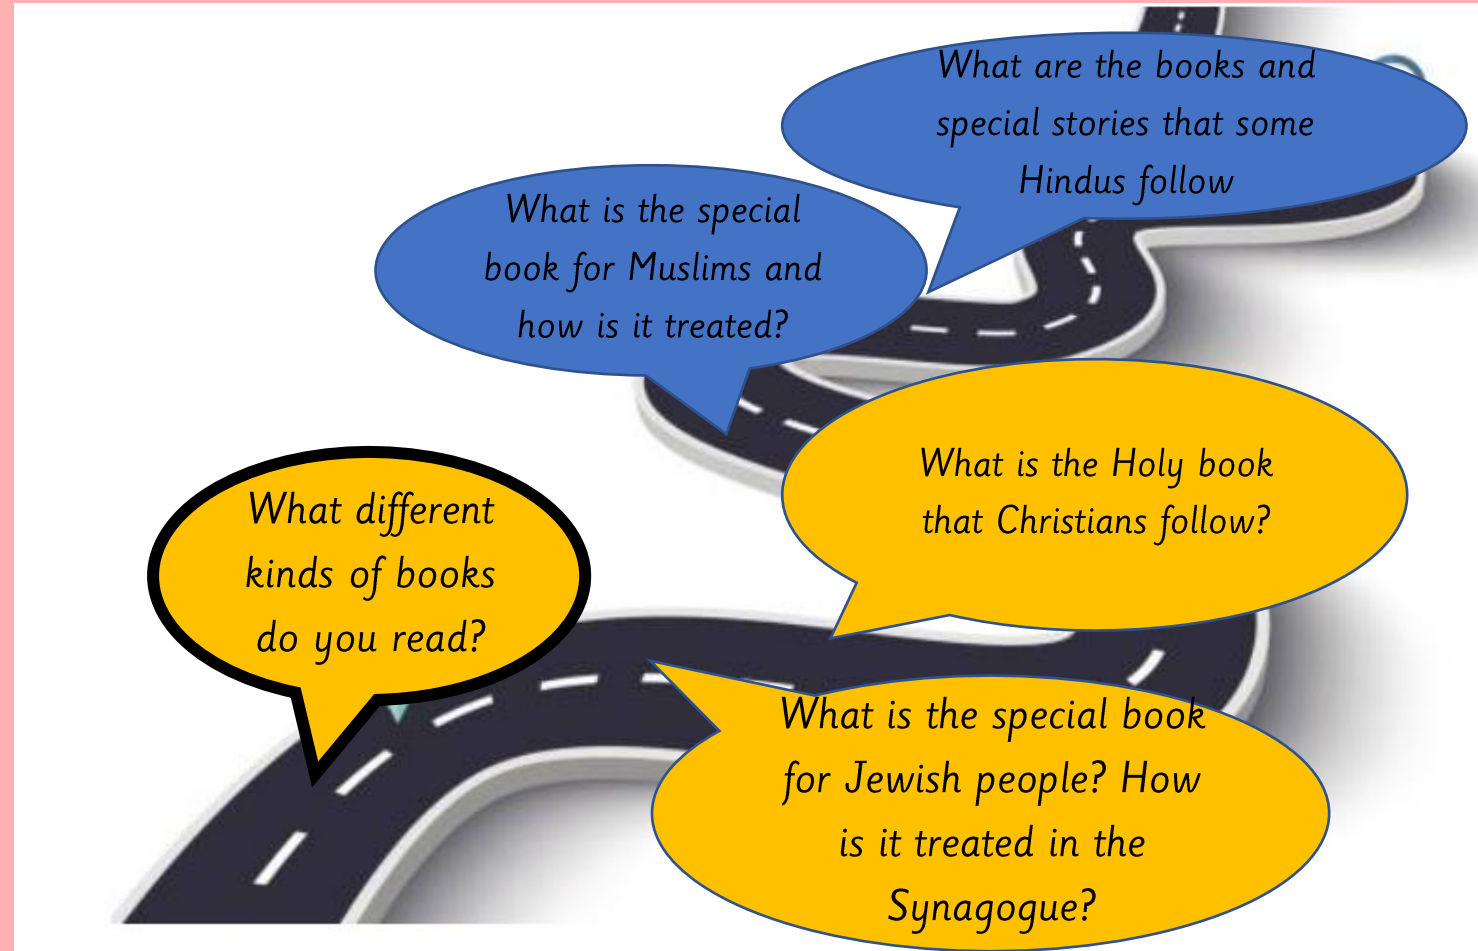 What are the books and
special stories that some
Hindus follow
What is the special
book for Muslims and
how is it treated?
What is the Holy book
that Christians follow?
What different
kinds of books
do you read?
What is the special book
for Jewish people? How
is it treated in the
Synagogue?